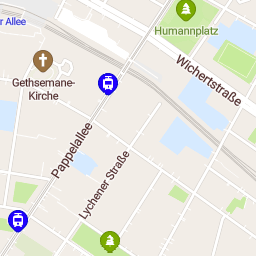 r Allee
Humannplatz
Wichertstraße
Gethsemane-
Kirche
Pappelallee
Lychener Straße